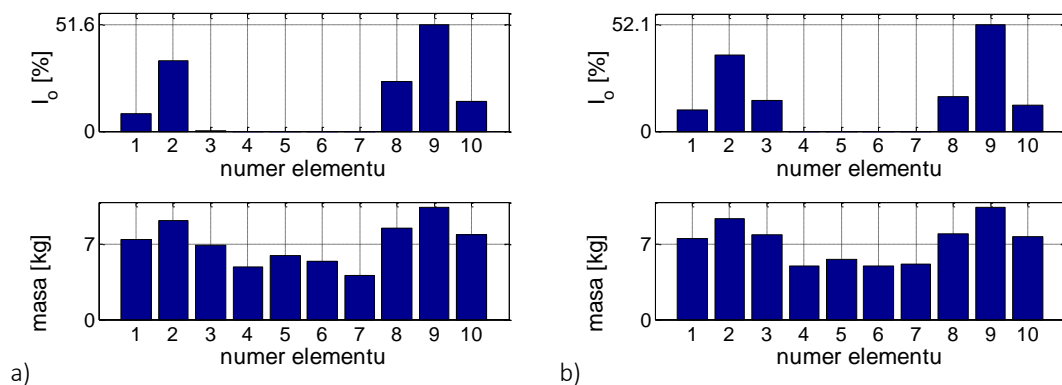 51.6
I_o [%]
0
1 2 3 4 5 6 7 8 9 10
numer elementu
7
masa [kg]
0
1 2 3 4 5 6 7 8 9 10
numer elementu
a)
52.1
I_o [%]
0
1 2 3 4 5 6 7 8 9 10
numer elementu
7
masa [kg]
0
1 2 3 4 5 6 7 8 9 10
numer elementu
b)